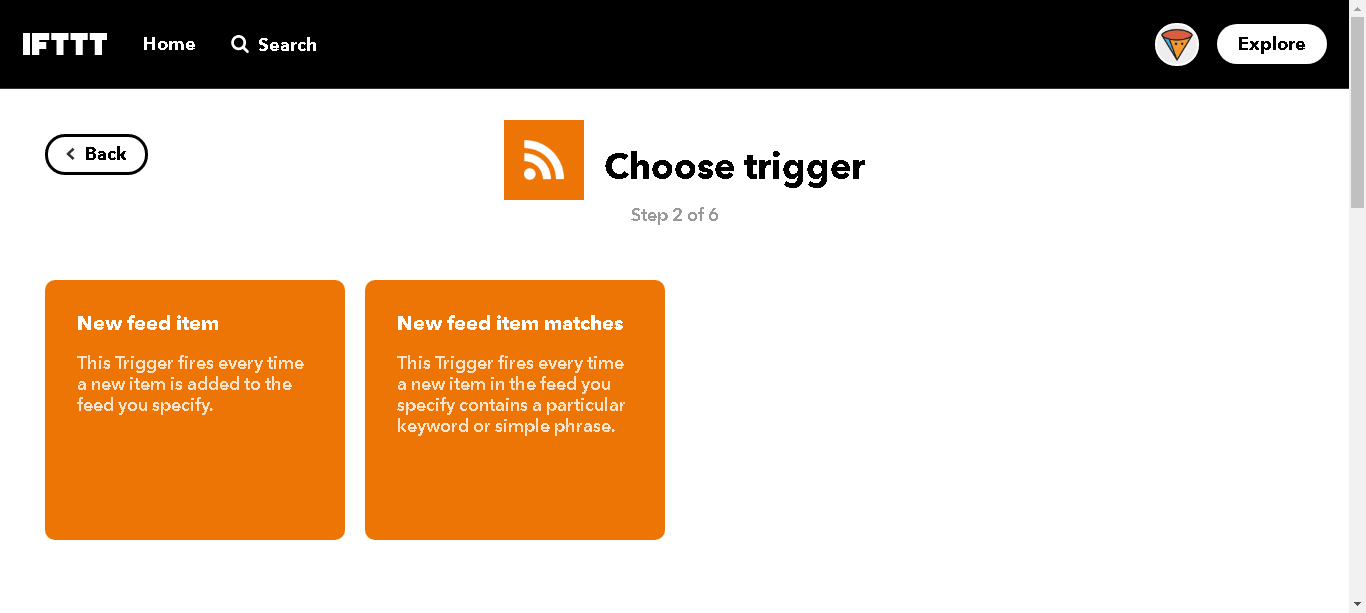 IFTTT Home Search Explore
Back
Choose trigger
Step 2 of 6
New feed item
This Trigger fires every time
a new item is added to the
feed you specify.
New feed item matches
This Trigger fires every time
a new item in the feed you
specify contains a particular
keyword or simple phrase.